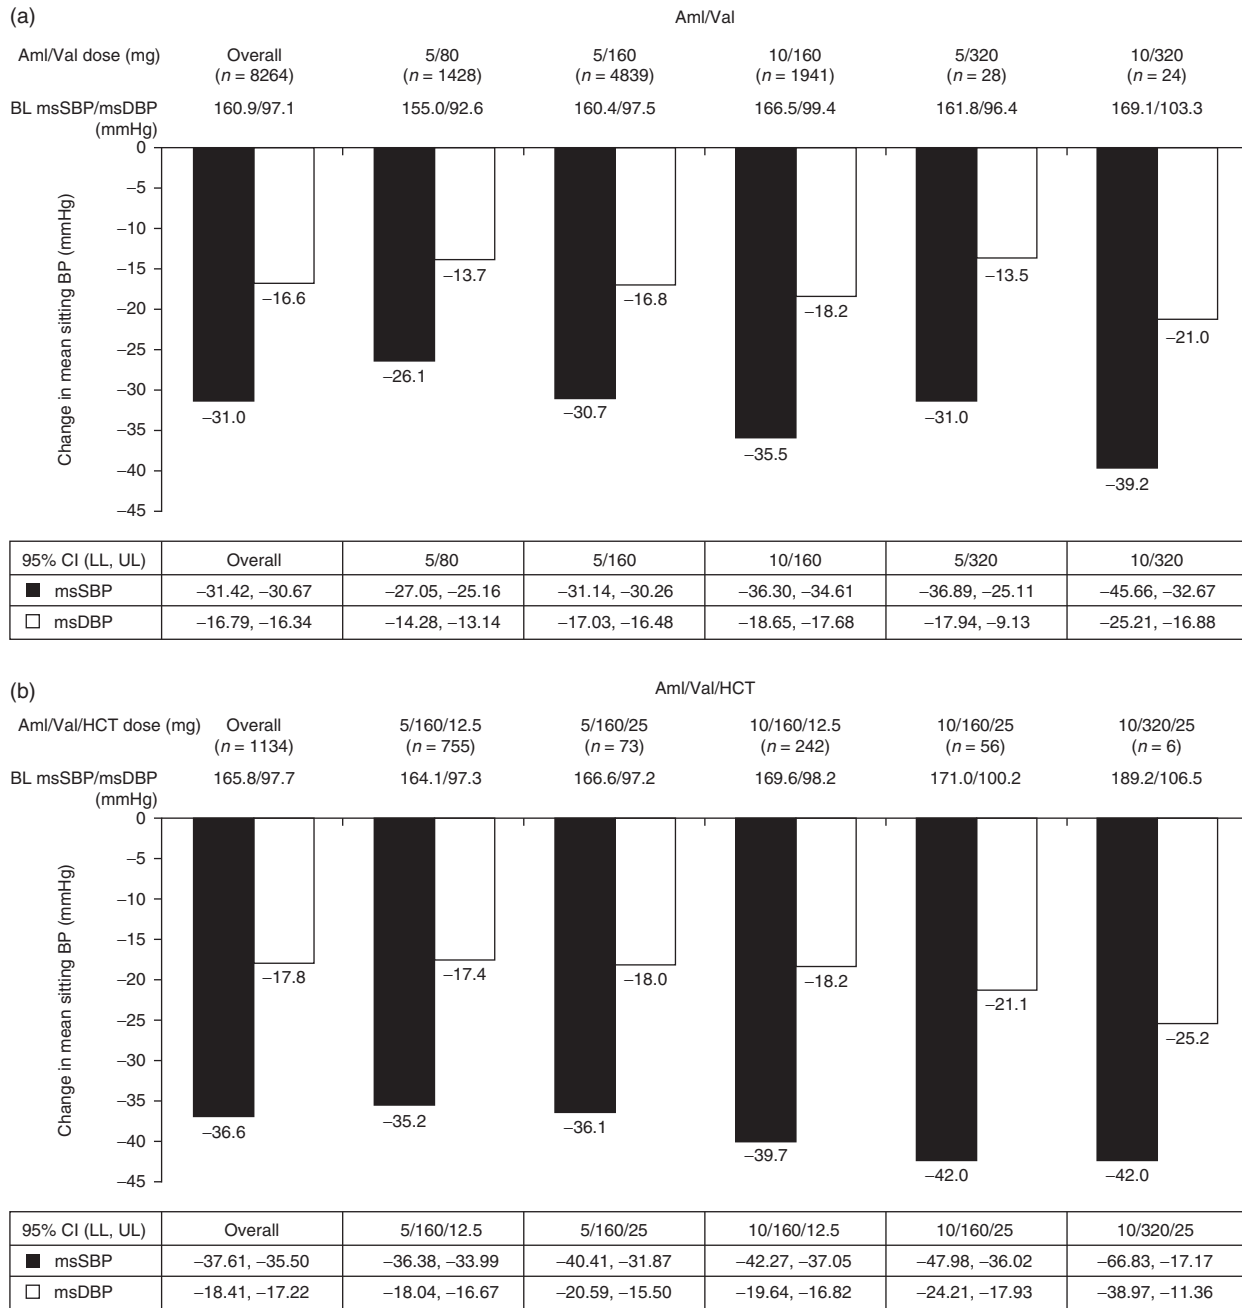 (a)
Aml/Val
Aml/Val dose (mg) Overall 5/80 5/160 10/160 5/320 10/320
(n = 8264) (n = 1428) (n = 4839) (n = 1941) (n = 28) (n = 24)
BL msSBP/msDBP 160.9/97.1 155.0/92.6 160.4/97.5 166.5/99.4 161.8/96.4 169.1/103.3
(mmHg)
Change in mean sitting BP (mmHg)
0
−5
−10
−15
−20
−25
−30
−35
−40
−45
−31.0 −16.6 −26.1 −13.7 −30.7 −16.8 −35.5 −18.2 −31.0 −13.5 −39.2 −21.0
95% CI (LL, UL) Overall 5/80 5/160 10/160 5/320 10/320
msSBP −31.42, −30.67 −27.05, −25.16 −31.14, −30.26 −36.30, −34.61 −36.89, −25.11 −45.66, −32.67
msDBP −16.79, −16.34 −14.28, −13.14 −17.03, −16.48 −18.65, −17.68 −17.94, −9.13 −25.21, −16.88
(b)
Aml/Val/HCT
Aml/Val/HCT dose (mg) Overall 5/160/12.5 5/160/25 10/160/12.5 10/160/25 10/320/25
(n = 1134) (n = 755) (n = 73) (n = 242) (n = 56) (n = 6)
BL msSBP/msDBP 165.8/97.7 164.1/97.3 166.6/97.2 169.6/98.2 171.0/100.2 189.2/106.5
(mmHg)
Change in mean sitting BP (mmHg)
0
−5
−10
−15
−20
−25
−30
−35
−40
−45
−36.6 −17.8 −35.2 −17.4 −36.1 −18.0 −39.7 −18.2 −42.0 −21.1 −42.0 −25.2
95% CI (LL, UL) Overall 5/160/12.5 5/160/25 10/160/12.5 10/160/25 10/320/25
msSBP −37.61, −35.50 −36.38, −33.99 −40.41, −31.87 −42.27, −37.05 −47.98, −36.02 −66.83, −17.17
msDBP −18.41, −17.22 −18.04, −16.67 −20.59, −15.50 −19.64, −16.82 −24.21, −17.93 −38.97, −11.36